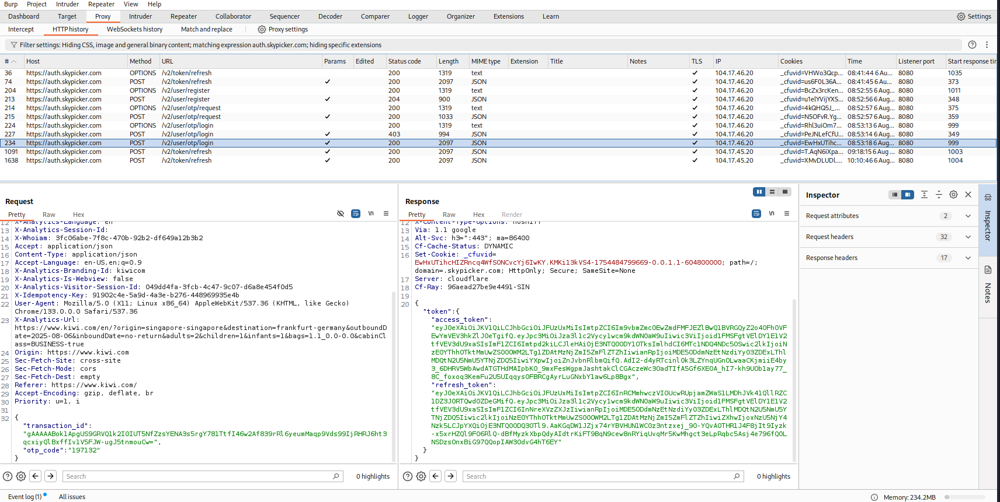 Burp Project Intruder Repeater View Help
Dashboard Target Proxy Intruder Repeater Collaborator Sequencer Decoder Comparer Logger Organizer Extensions Learn Settings
Intercept HTTP history WebSockets history Match and replace Proxy settings
Filter settings: Hiding CSS, image and general binary content; matching expression auth.skypicker.com; hiding specific extensions
# Host Method URL Params Edited Status code Length MIME type Extension Title Notes TLS IP Cookies Time Listener port Start response tir
36 https://auth.skypicker.com OPTIONS /v2/token/refresh 200 1319 text ✓ 104.17.46.20 _cfuvid=VHWo3Qcp... 08:41:44 6 Au... 8080 1035
74 https://auth.skypicker.com POST /v2/token/refresh ✓ 200 2097 JSON ✓ 104.17.46.20 _cfuvid=us6F0L36A... 08:41:45 6 Au... 8080 373
204 https://auth.skypicker.com OPTIONS /v2/user/register 200 1319 text ✓ 104.17.46.20 _cfuvid=BcZx3rcKen... 08:52:55 6 Aug... 8080 1011
213 https://auth.skypicker.com POST /v2/user/register ✓ 204 900 JSON ✓ 104.17.46.20 _cfuvid=u1elYVijYXS... 08:52:56 6 Aug... 8080 348
214 https://auth.skypicker.com OPTIONS /v2/user/otp/request 200 1319 text ✓ 104.17.46.20 _cfuvid=4kQHQ5J_... 08:52:57 6 Aug... 8080 375
215 https://auth.skypicker.com POST /v2/user/otp/request ✓ 200 1033 JSON ✓ 104.17.46.20 _cfuvid=N5OFvR.Yg... 08:52:57 6 Aug... 8080 359
224 https://auth.skypicker.com OPTIONS /v2/user/otp/login 200 1319 text ✓ 104.17.46.20 _cfuvid=Rhl3uiOm7... 08:53:13 6 Aug... 8080 999
227 https://auth.skypicker.com POST /v2/user/otp/login ✓ 403 994 JSON ✓ 104.17.46.20 _cfuvid=PeJNLefCfU... 08:53:14 6 Aug... 8080 349
234 https://auth.skypicker.com POST /v2/user/otp/login ✓ 200 2097 JSON ✓ 104.17.46.20 _cfuvid=EwHxUTihc... 08:53:18 6 Aug... 8080 999
1091 https://auth.skypicker.com POST /v2/token/refresh ✓ 200 2097 JSON ✓ 104.17.45.20 _cfuvid=T.AqN6iXpa... 09:18:15 6 Aug ... 8080 1003
1638 https://auth.skypicker.com POST /v2/token/refresh ✓ 200 2097 JSON ✓ 104.17.45.20 _cfuvid=XMvDLUDl.... 10:10:46 6 Aug... 8080 1004
Request
Pretty Raw Hex
\n
12 X-Analytics-Language: en
13 X-Analytics-Session-Id:
14 X-Whoiam: 3fc06abe-7f8c-470b-92b2-df649a12b3b2
15 Accept: application/json
16 Content-Type: application/json
17 Accept-Language: en-US,en;q=0.9
18 X-Analytics-Branding-Id: kiwicom
19 X-Analytics-Is-Webview: false
20 X-Analytics-Visitor-Session-Id: 049dd4fa-3fcb-4c47-9c07-d6a8e454f0d5
21 X-Idempotency-Key: 91902c4e-5a9d-4a3e-b276-448969935e4b
22 User-Agent: Mozilla/5.0 (X11; Linux x86_64) AppleWebKit/537.36 (KHTML, like Gecko)
Chrome/133.0.0.0 Safari/537.36
23 X-Analytics-Url:
https://www.kiwi.com/en/?origin=singapore-singapore&destination=frankfurt-germany&outboundD
ate=2025-08-06&inboundDate=no-return&adults=2&children=1&infants=1&bags=1.1_0.0-0.0&cabinCl
ass=BUSINESS-true
24 Origin: https://www.kiwi.com
25 Sec-Fetch-Site: cross-site
26 Sec-Fetch-Mode: cors
27 Sec-Fetch-Dest: empty
28 Referer: https://www.kiwi.com/
29 Accept-Encoding: gzip, deflate, br
30 Priority: u=1, i
31
32 {
"transaction_id":
"otp_code":"197132"
}
Search
0 highlights
Response
Pretty Raw Hex Render
\n
12 X-Content-Type-Options: nosniff
13 Via: 1.1 google
14 Alt-Svc: h3=":443"; ma=86400
15 Cf-Cache-Status: DYNAMIC
16 Set-Cookie: _cfuvid=
EwHxUTihcHIZRncq4WfSONCvcYj6IwKY.KMKi13kVS4-1754484799669-0.0.1.1-604800000; path=/;
domain=.skypicker.com; HttpOnly; Secure; SameSite=None
17 Server: cloudflare
18 Cf-Ray: 96aead27be9e4491-SIN
19
20 {
"token":{
"access_token":
"refresh_token":
}
}
Search
0 highlights
Inspector
Request attributes 2
Request headers 32
Response headers 17
Inspector
Notes
Event log (1) All issues
Memory: 234.2MB